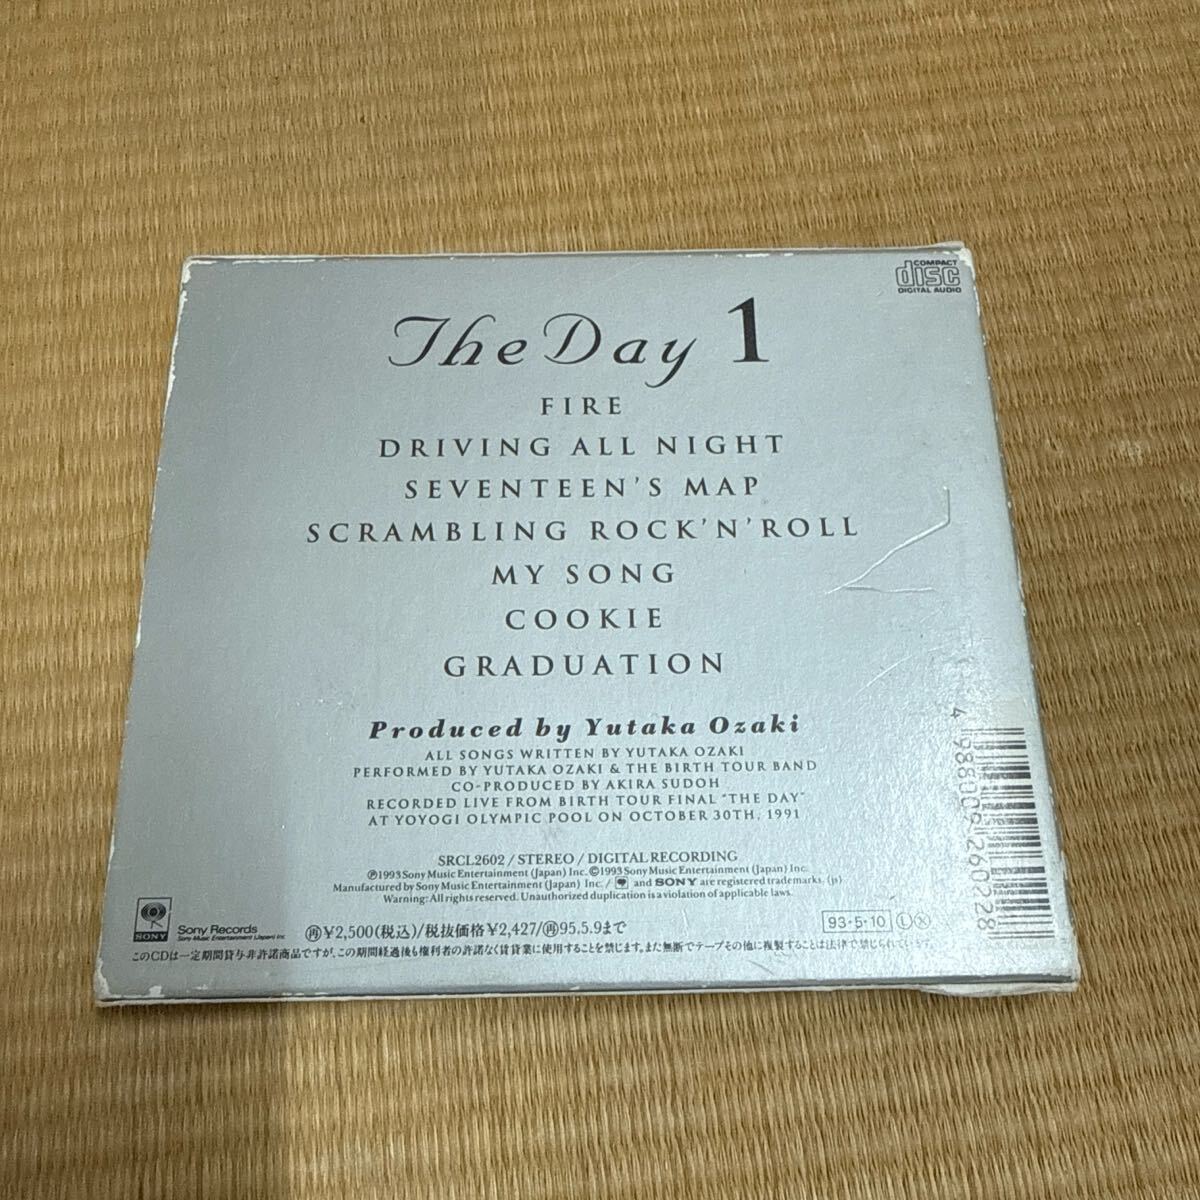 COMPACT
disc
DIGITAL AUDIO
The Day 1
FIRE
DRIVING ALL NIGHT
SEVENTEEN'S MAP
SCRAMBLING ROCK'N'ROLL
MY SONG
COOKIE
GRADUATION
Produced by Yutaka Ozaki
ALL SONGS WRITTEN BY YUTAKA OZAKI
PERFORMED BY YUTAKA OZAKI & THE BIRTH TOUR BAND
CO-PRODUCED BY AKIRA SUDOH
RECORDED LIVE FROM BIRTH TOUR FINAL "THE DAY"
AT YOYOGI OLYMPIC POOL ON OCTOBER 30TH, 1991
SRCL2602 / STEREO / DIGITAL RECORDING
Ⓟ1993 Sony Music Entertainment (Japan) Inc. Ⓒ1993 Sony Music Entertainment (Japan) Inc.
Manufactured by Sony Music Entertainment (Japan) Inc. / and SONY are registered trademarks. (p)
Warning: All rights reserved. Unauthorized duplication is a violation of applicable laws.
SONY
Sony Records
Sony Music Entertainment (Japan) Inc.
㊢¥2,500(税込)/税抜価格¥2,427/㊢95.5.9まで
93·5·10 Ⓛ Ⓧ
このCDは一定期間貸与非許諾商品ですが、この期間経過後も権利者の許諾なく賃貸業に使用することを禁じます。また無断でテープその他に複製することは法律で禁じられています。
4 988009 260228